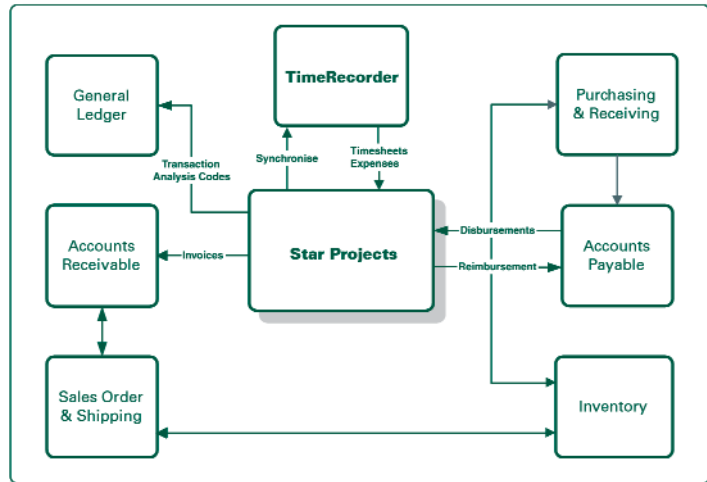 TimeRecorder
General
Ledger
Purchasing
& Receiving
Transaction
Analysis Codes
Synchronise
Timesheets
Expenses
Star Projects
Accounts
Receivable
Invoices
Disbursements
Reimbursement
Accounts
Payable
Sales Order
& Shipping
Inventory